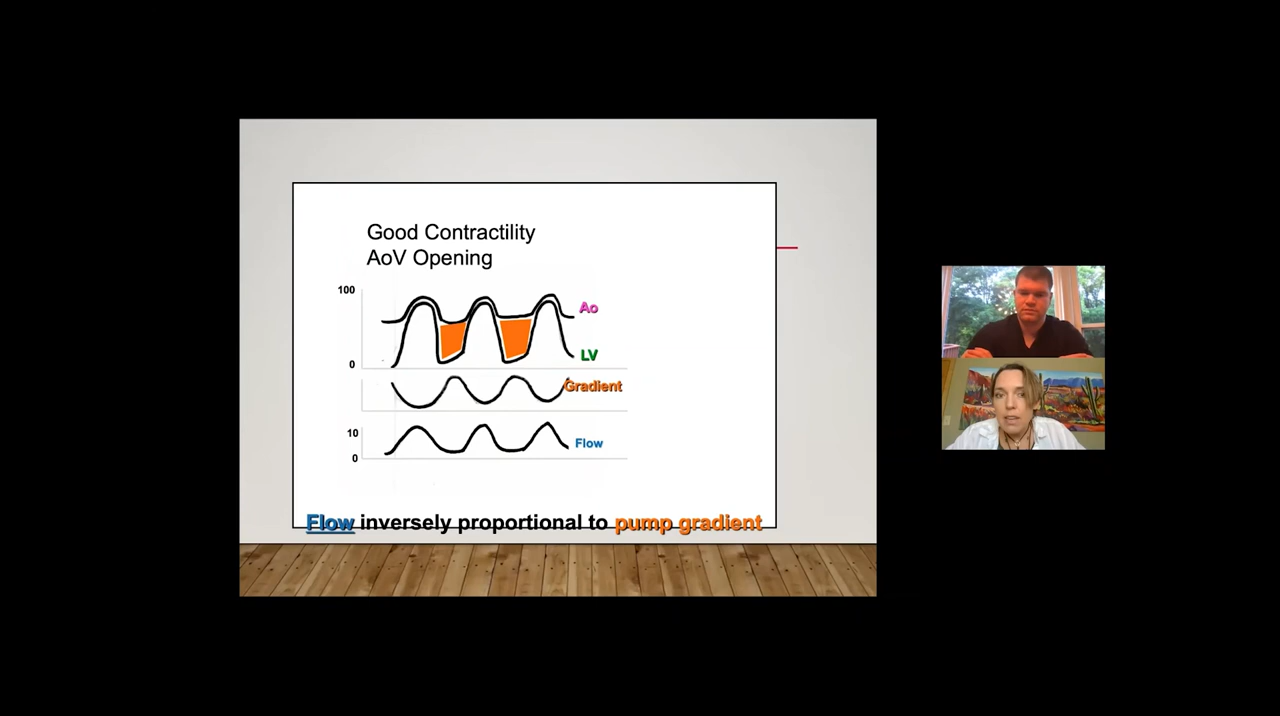 Good Contractility
AoV Opening
100
Ao
0
LV
Gradient
10
Flow
0
Flow inversely proportional to pump gradient